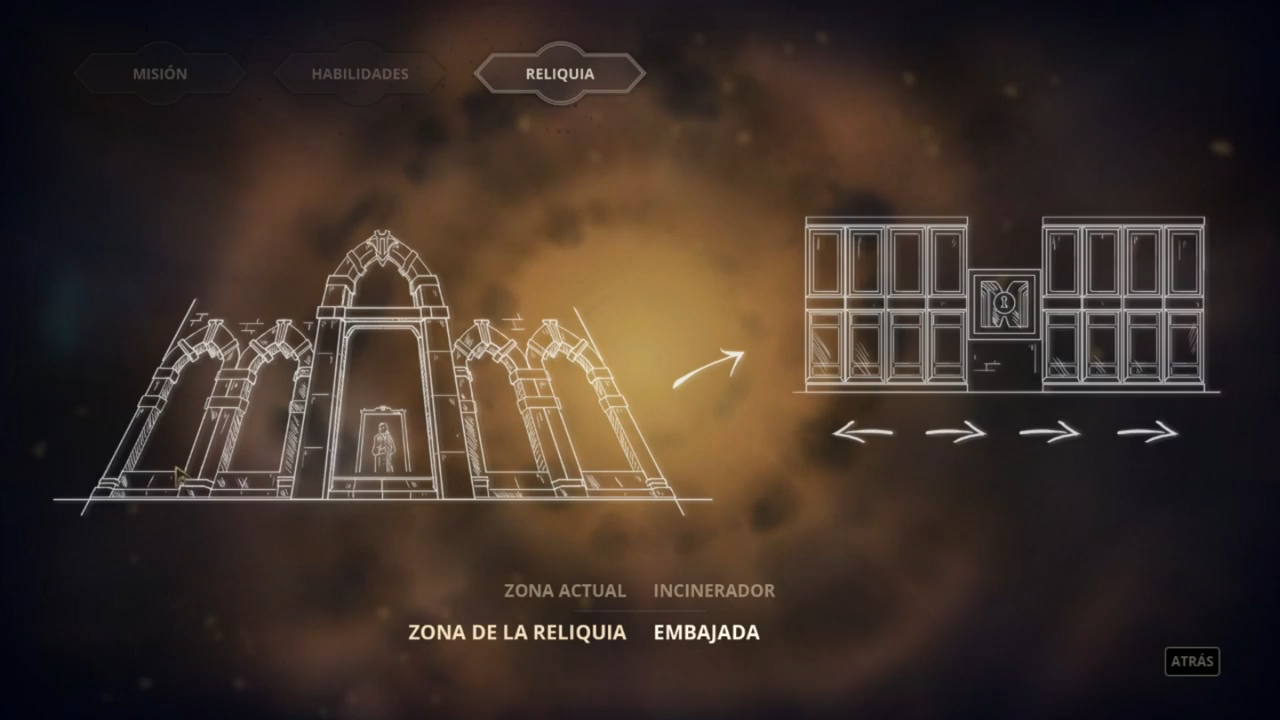 MISIÓN HABILIDADES RELIQUIA
ZONA ACTUAL INCINERADOR
ZONA DE LA RELIQUIA EMBAJADA
ATRÁS